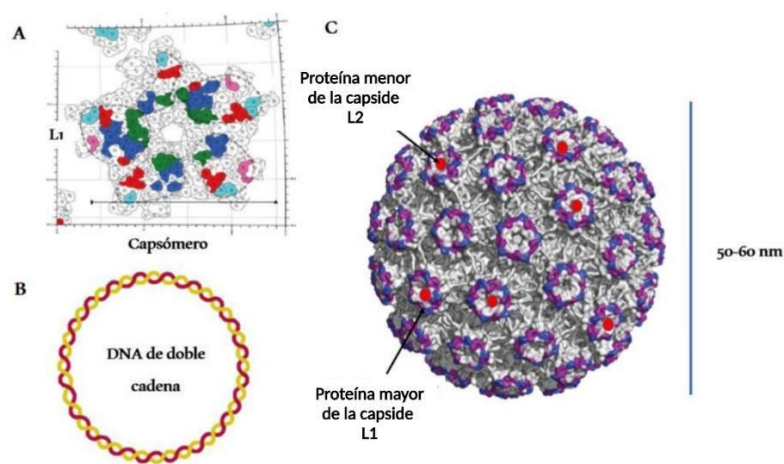 A
L1
Capsómero
B
DNA de doble
cadena
C
Proteína menor
de la capside
L2
Proteína mayor
de la capside
L1
50-60 nm